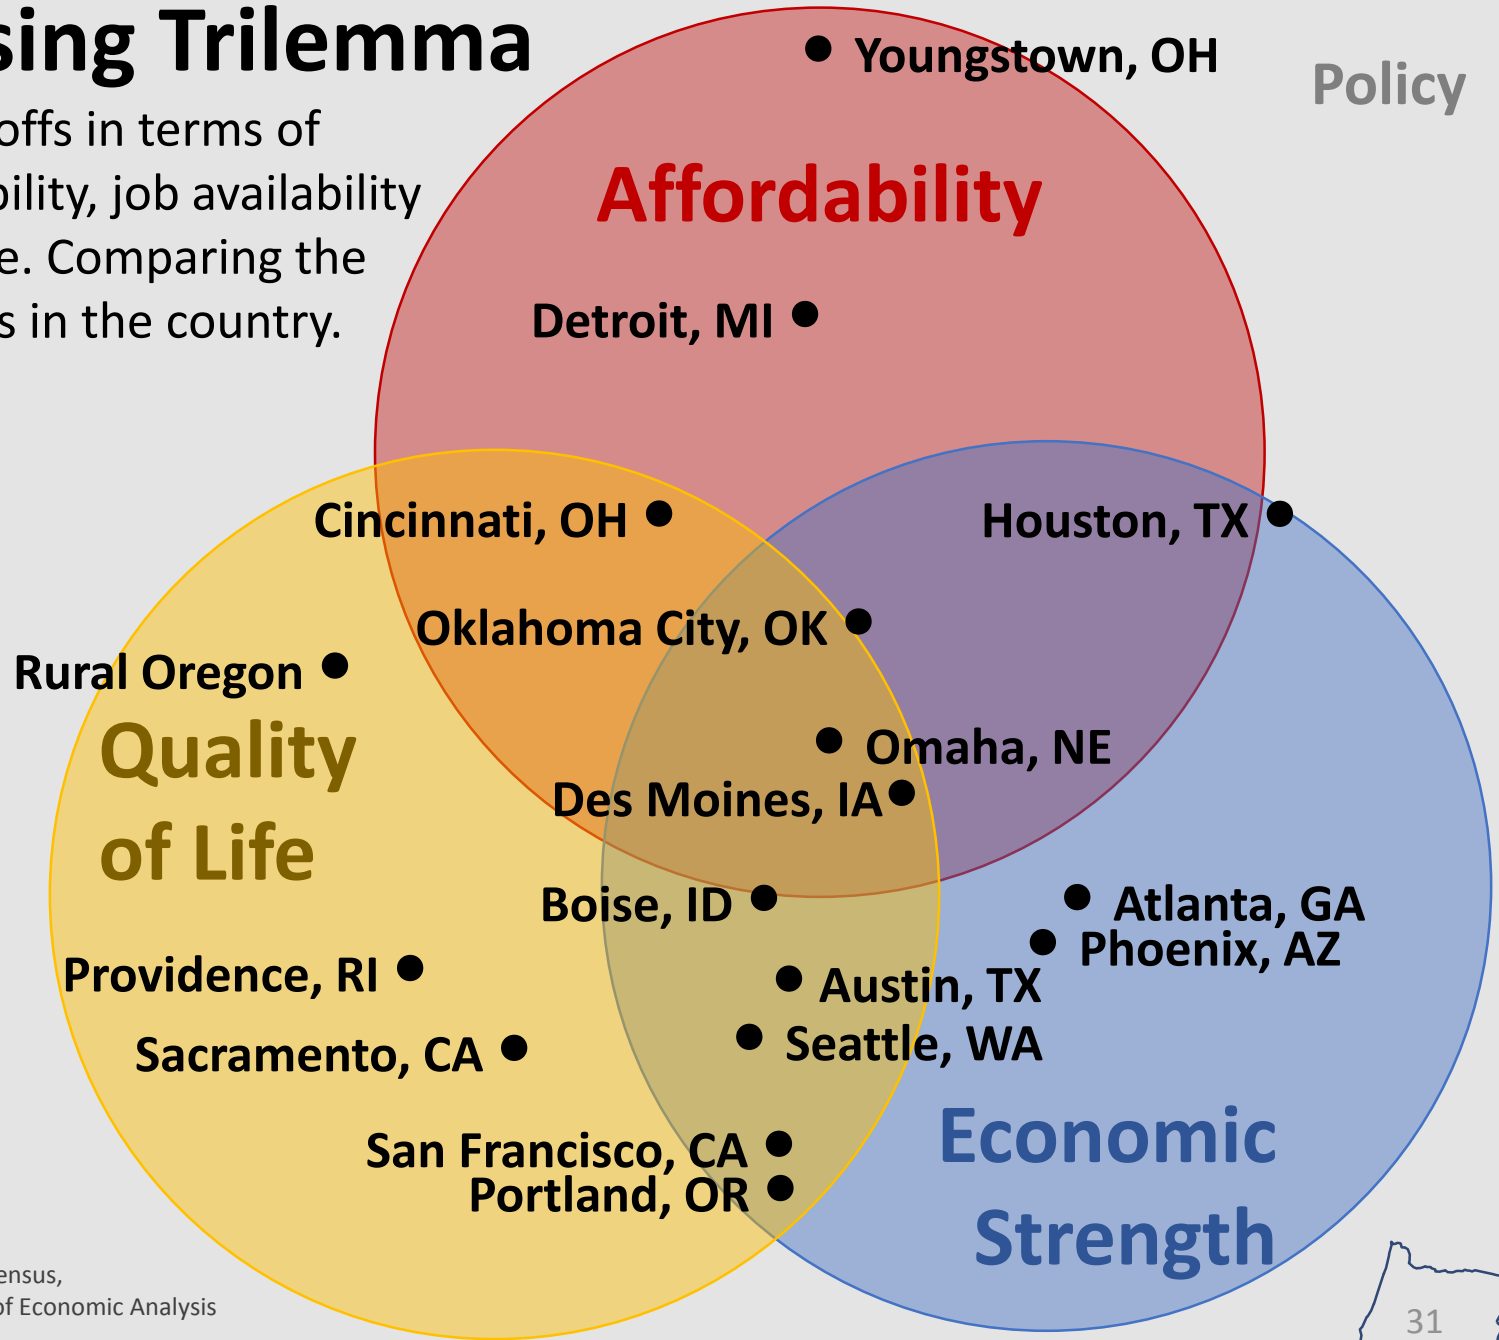 sing Trilemma
offs in terms of
bility, job availability
e. Comparing the
s in the country.
Policy
Youngstown, OH
Affordability
Detroit, MI
Cincinnati, OH
Houston, TX
Oklahoma City, OK
Rural Oregon
Quality
of Life
Omaha, NE
Des Moines, IA
Boise, ID
Atlanta, GA
Phoenix, AZ
Providence, RI
Austin, TX
Sacramento, CA
Seattle, WA
Economic
Strength
San Francisco, CA
Portland, OR
ensus,
of Economic Analysis
31